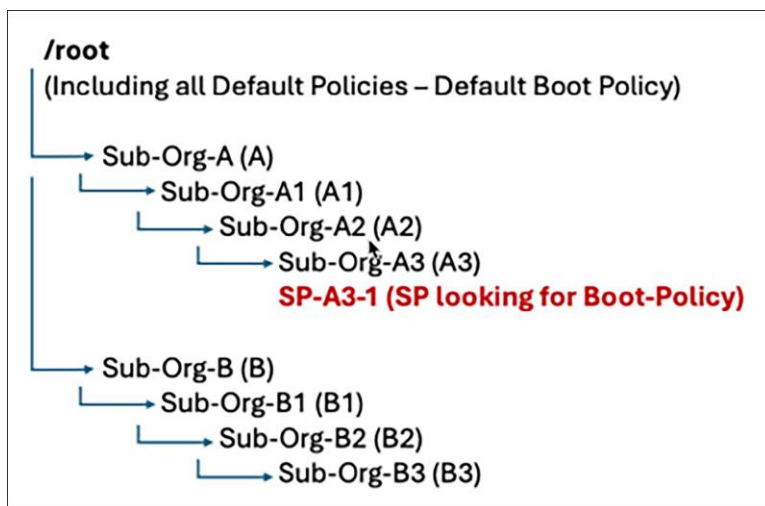 /root
(Including all Default Policies – Default Boot Policy)
Sub-Org-A (A)
Sub-Org-A1 (A1)
Sub-Org-A2 (A2)
Sub-Org-A3 (A3)
SP-A3-1 (SP looking for Boot-Policy)
Sub-Org-B (B)
Sub-Org-B1 (B1)
Sub-Org-B2 (B2)
Sub-Org-B3 (B3)